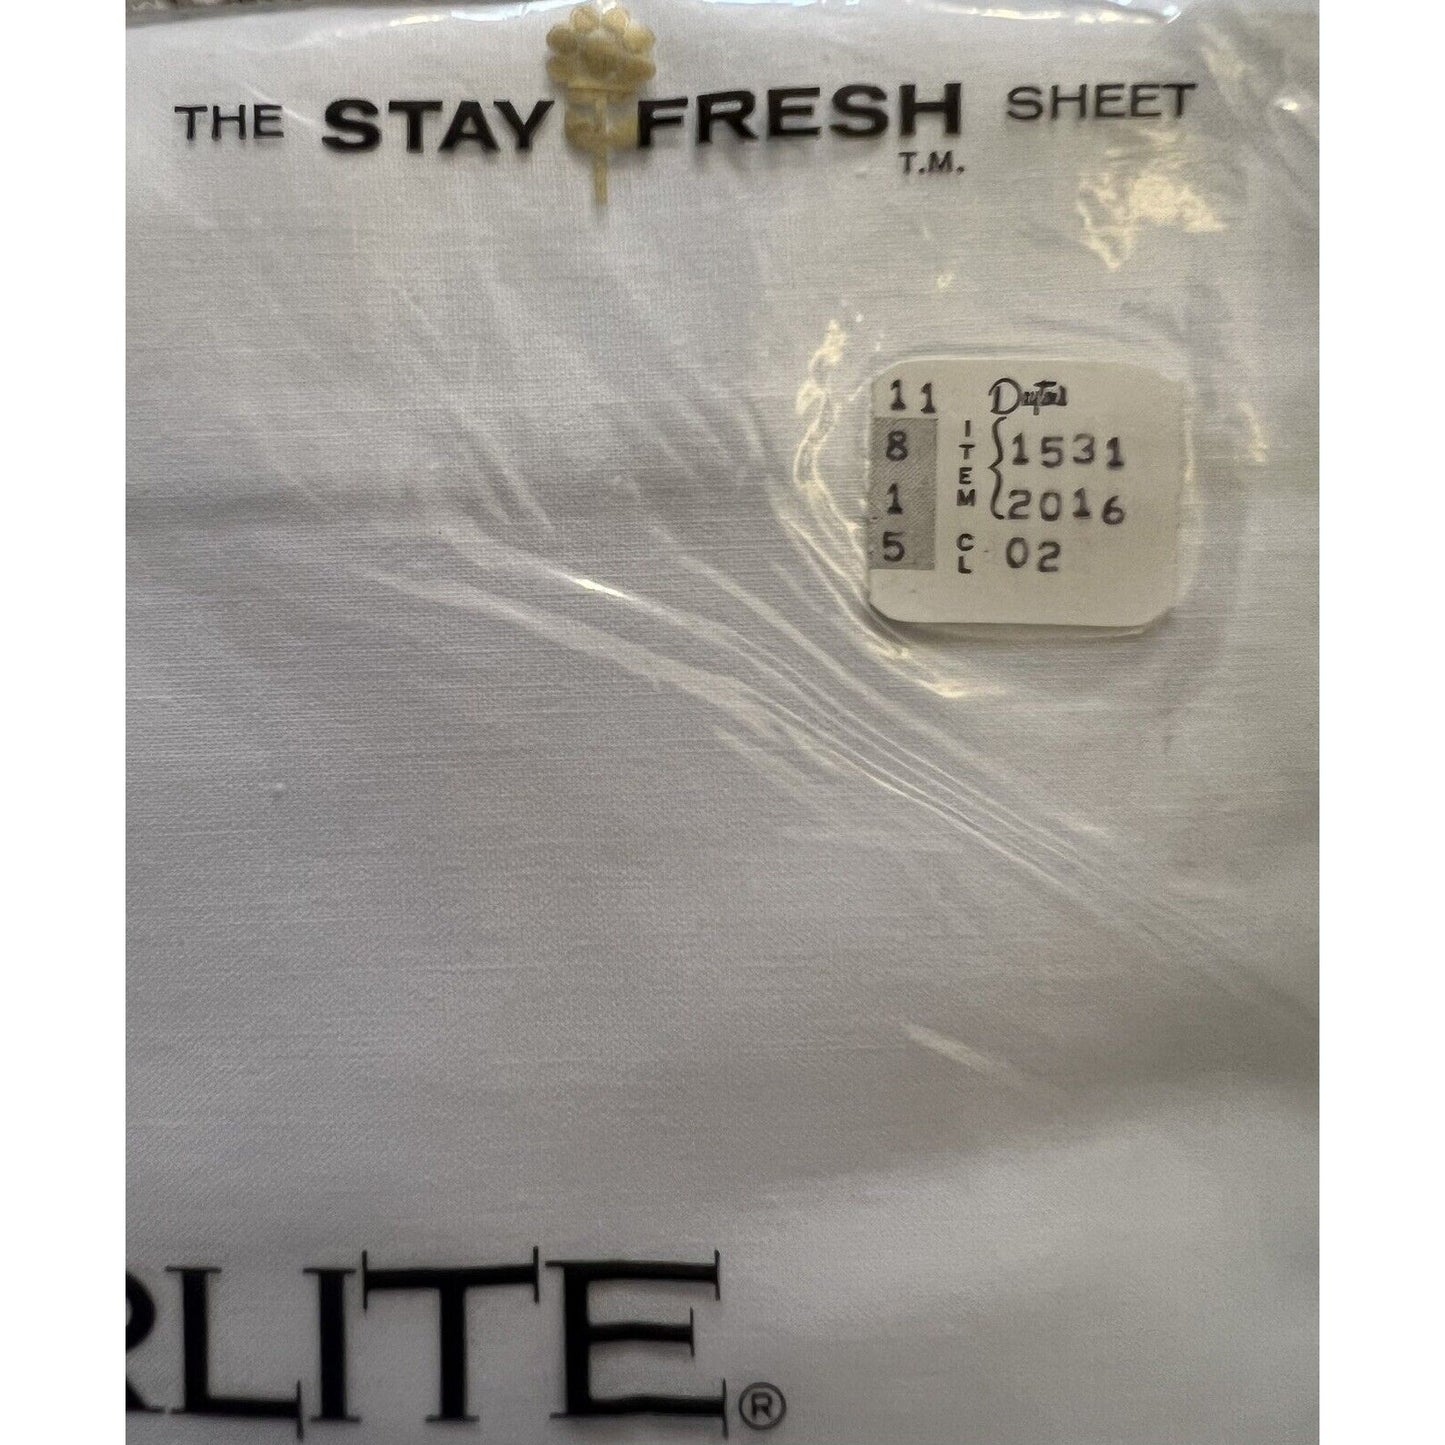 THE STAY FRESH SHEET
T.M.
11 Dayton's
8 ITEM 1531
1 2016
5 CL 02
RLITE®